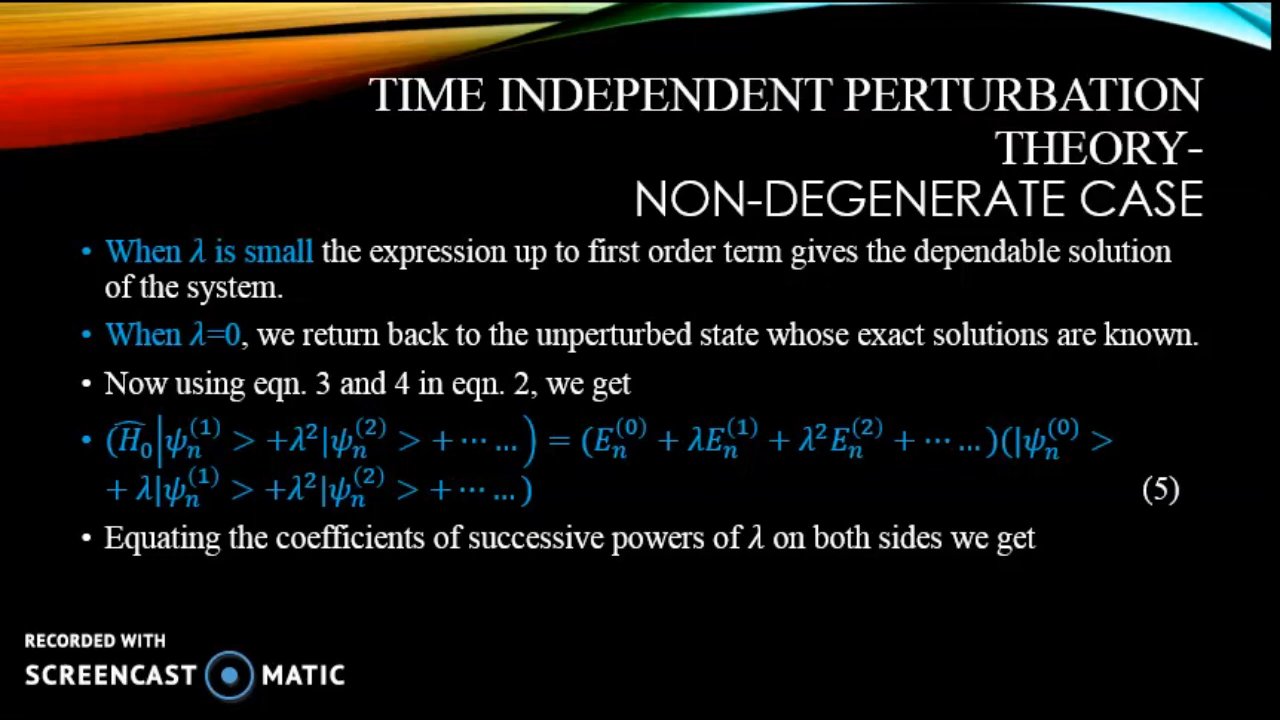 TIME INDEPENDENT PERTURBATION
THEORY-
NON-DEGENERATE CASE
• When λ is small the expression up to first order term gives the dependable solution
of the system.
• When λ=0, we return back to the unperturbed state whose exact solutions are known.
• Now using eqn. 3 and 4 in eqn. 2, we get
• (Ĥ₀|ψₙ⁽¹⁾ > +λ²|ψₙ⁽²⁾ > + ⋯ …) = (Eₙ⁽⁰⁾ + λEₙ⁽¹⁾ + λ²Eₙ⁽²⁾ + ⋯ …)(|ψₙ⁽⁰⁾ >
+ λ|ψₙ⁽¹⁾ > +λ²|ψₙ⁽²⁾ > + ⋯ …) (5)
• Equating the coefficients of successive powers of λ on both sides we get
RECORDED WITH
SCREENCAST MATIC